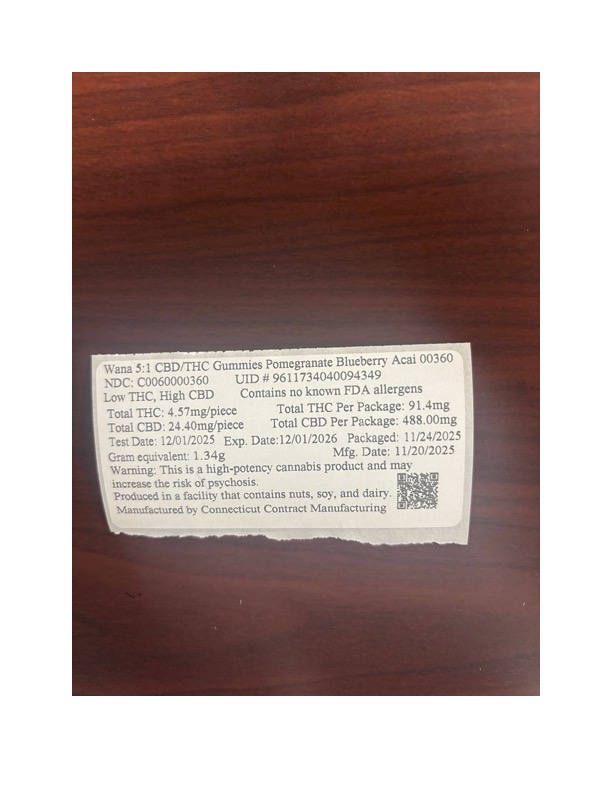 Wana 5:1 CBD/THC Gummies Pomegranate Blueberry Acai 00360
NDC: C0060000360 UID # 9611734040094349
Low THC, High CBD Contains no known FDA allergens
Total THC: 4.57mg/piece Total THC Per Package: 91.4mg
Total CBD: 24.40mg/piece Total CBD Per Package: 488.00mg
Test Date: 12/01/2025 Exp. Date:12/01/2026 Packaged: 11/24/2025
Gram equivalent: 1.34g Mfg. Date: 11/20/2025
Warning: This is a high-potency cannabis product and may
increase the risk of psychosis.
Produced in a facility that contains nuts, soy, and dairy.
Manufactured by Connecticut Contract Manufacturing